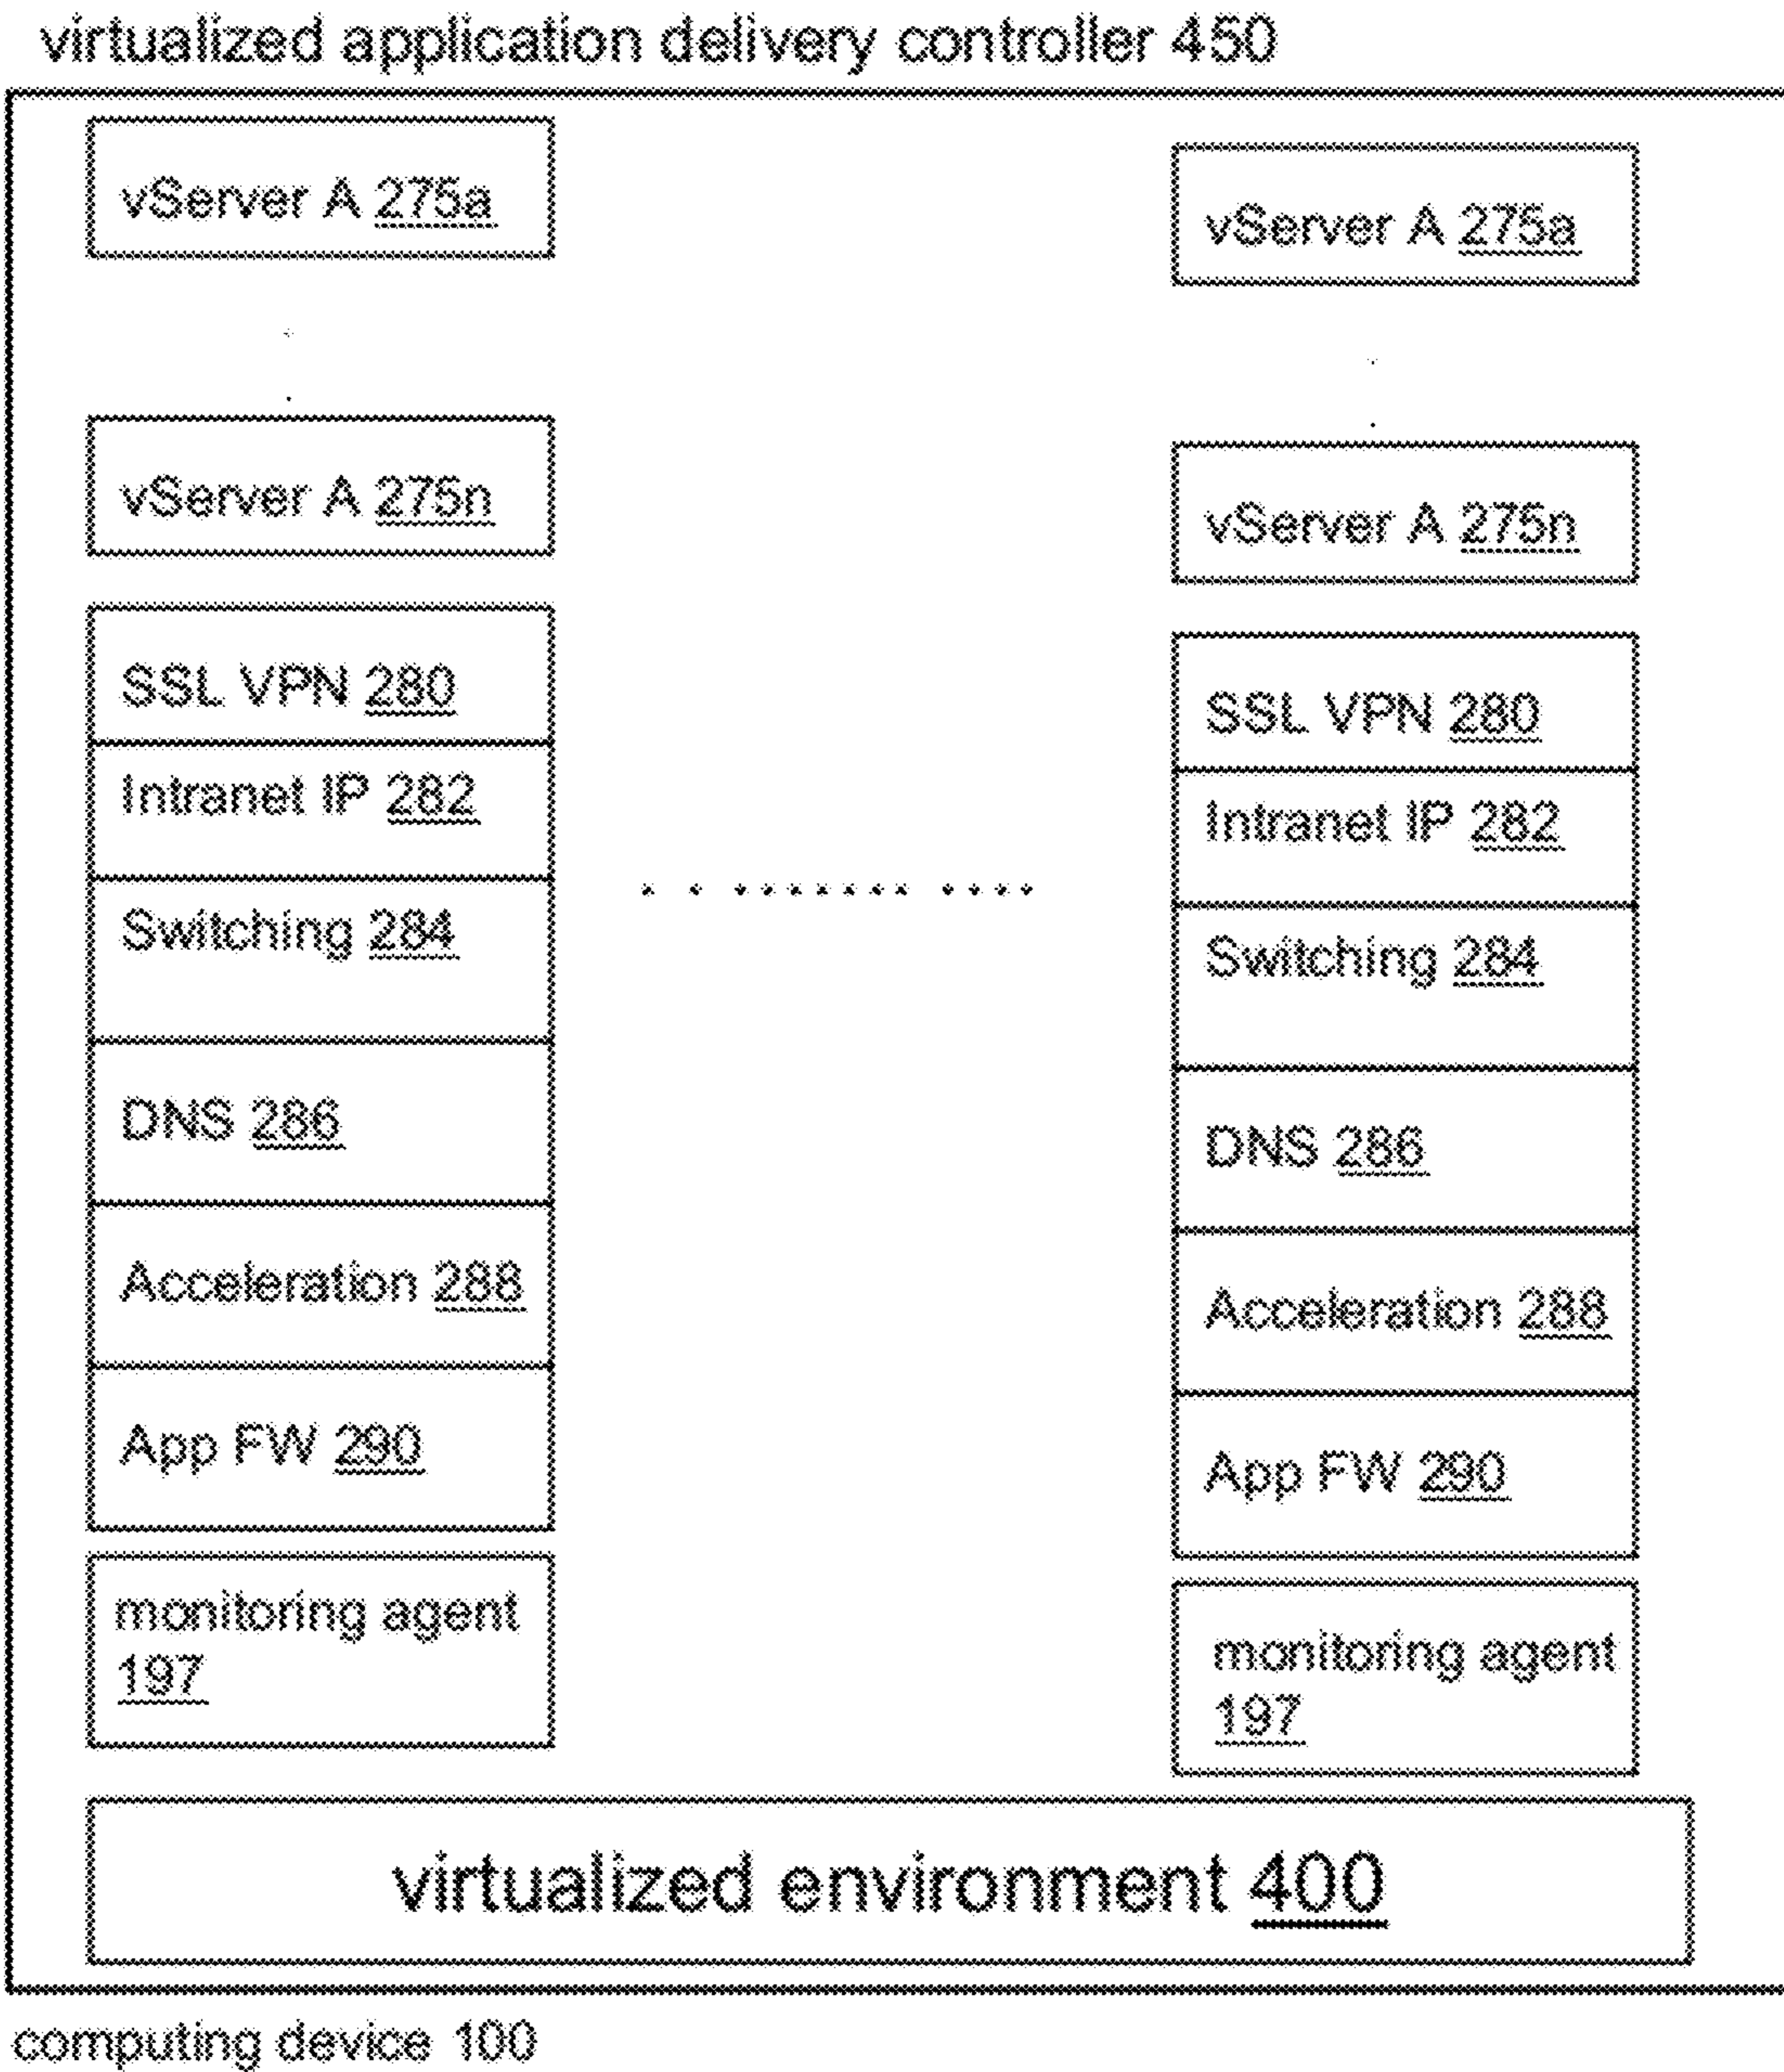 virtualized application delivery controller 450
vServer A 275a
vServer A 275n
SSL VPN 280
Intranet IP 282
Switching 284
DNS 286
Acceleration 288
App FW 290
monitoring agent
197
vServer A 275a
vServer A 275n
SSL VPN 280
Intranet IP 282
Switching 284
DNS 286
Acceleration 288
App FW 290
monitoring agent
197
virtualized environment 400
computing device 100